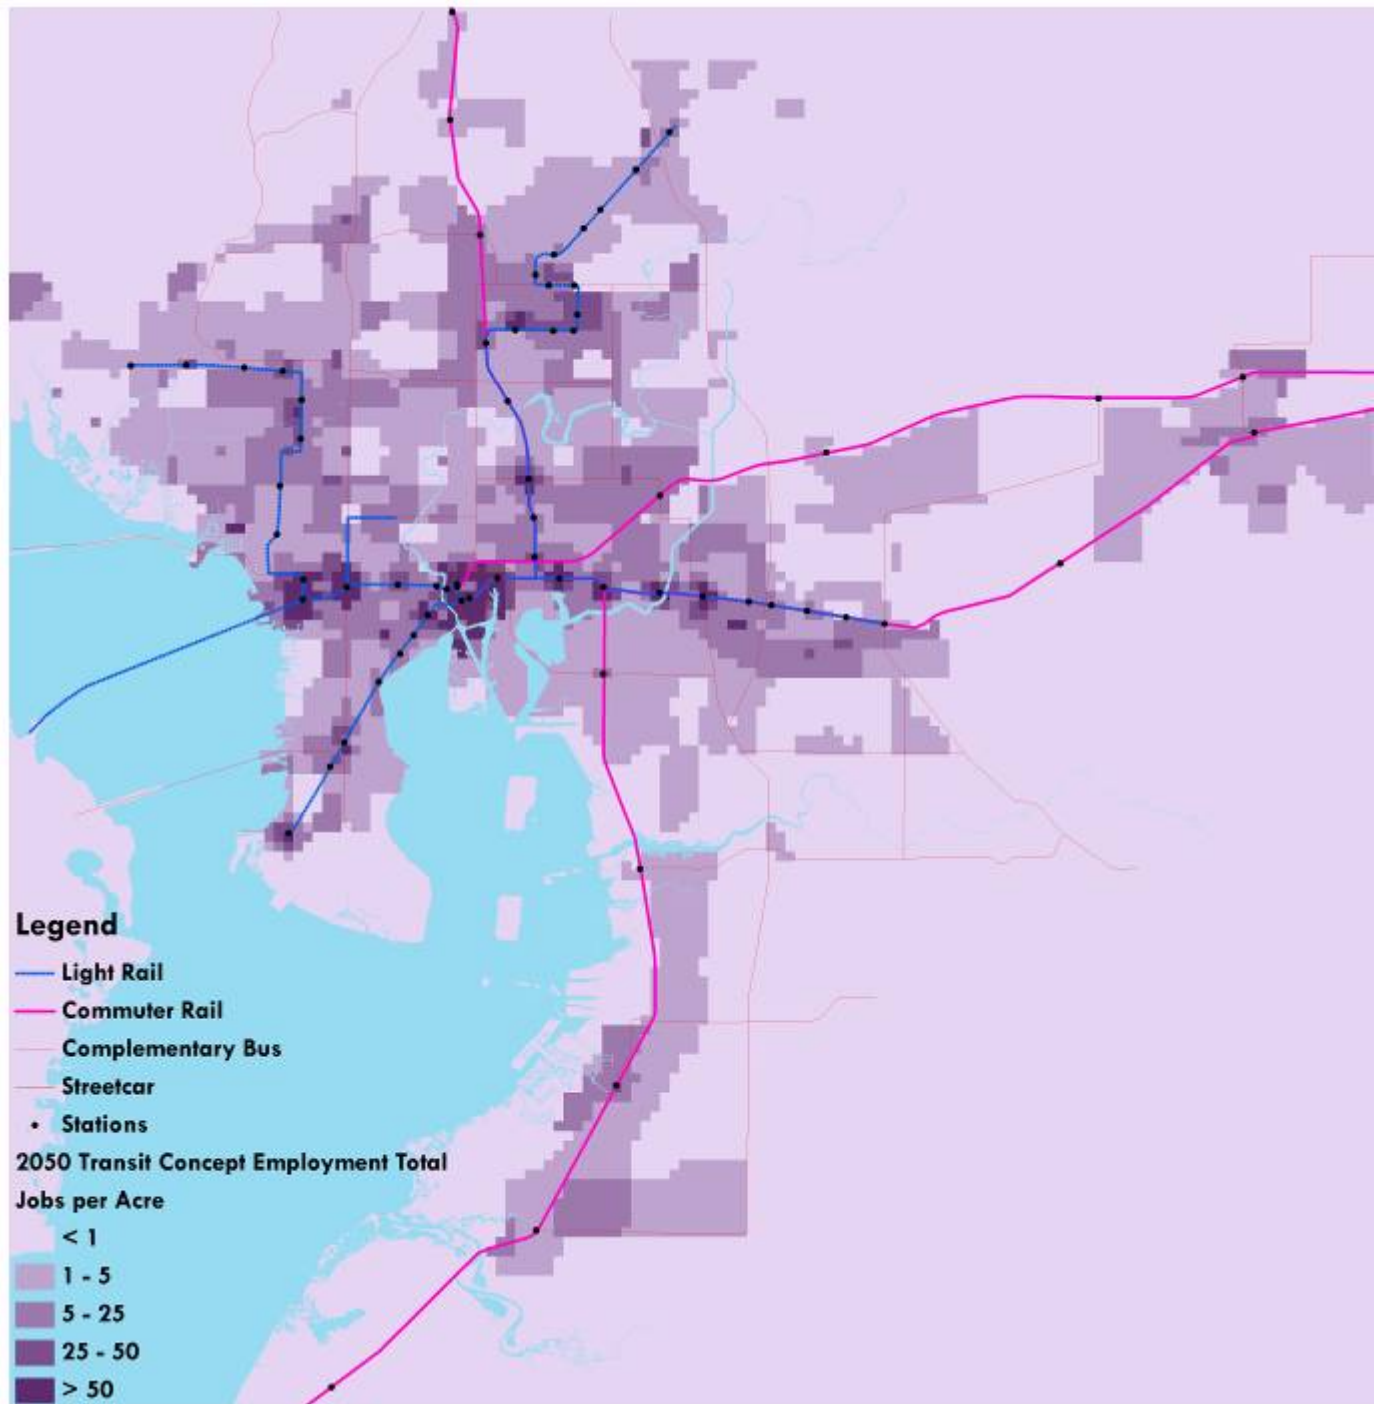 Legend
Light Rail
Commuter Rail
Complementary Bus
Streetcar
Stations
2050 Transit Concept Employment Total
Jobs per Acre
< 1
1 - 5
5 - 25
25 - 50
> 50